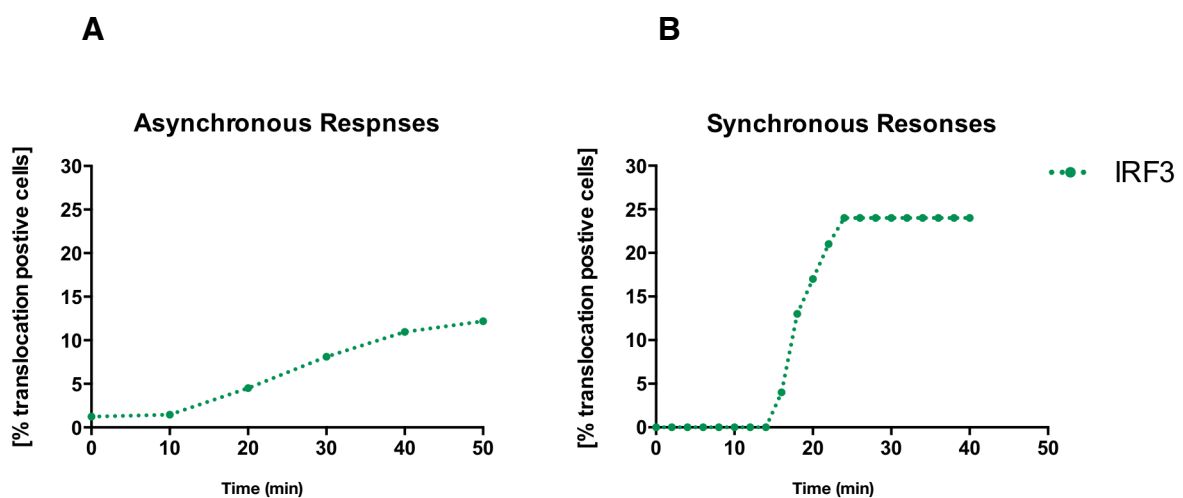 A
B
Asynchronous Respnses
Synchronous Resonses
[% translocation postive cells]
30
25
20
15
10
5
0
0 10 20 30 40 50
Time (min)
[% translocation postive cells]
30
25
20
15
10
5
0
0 10 20 30 40 50
Time (min)
IRF3